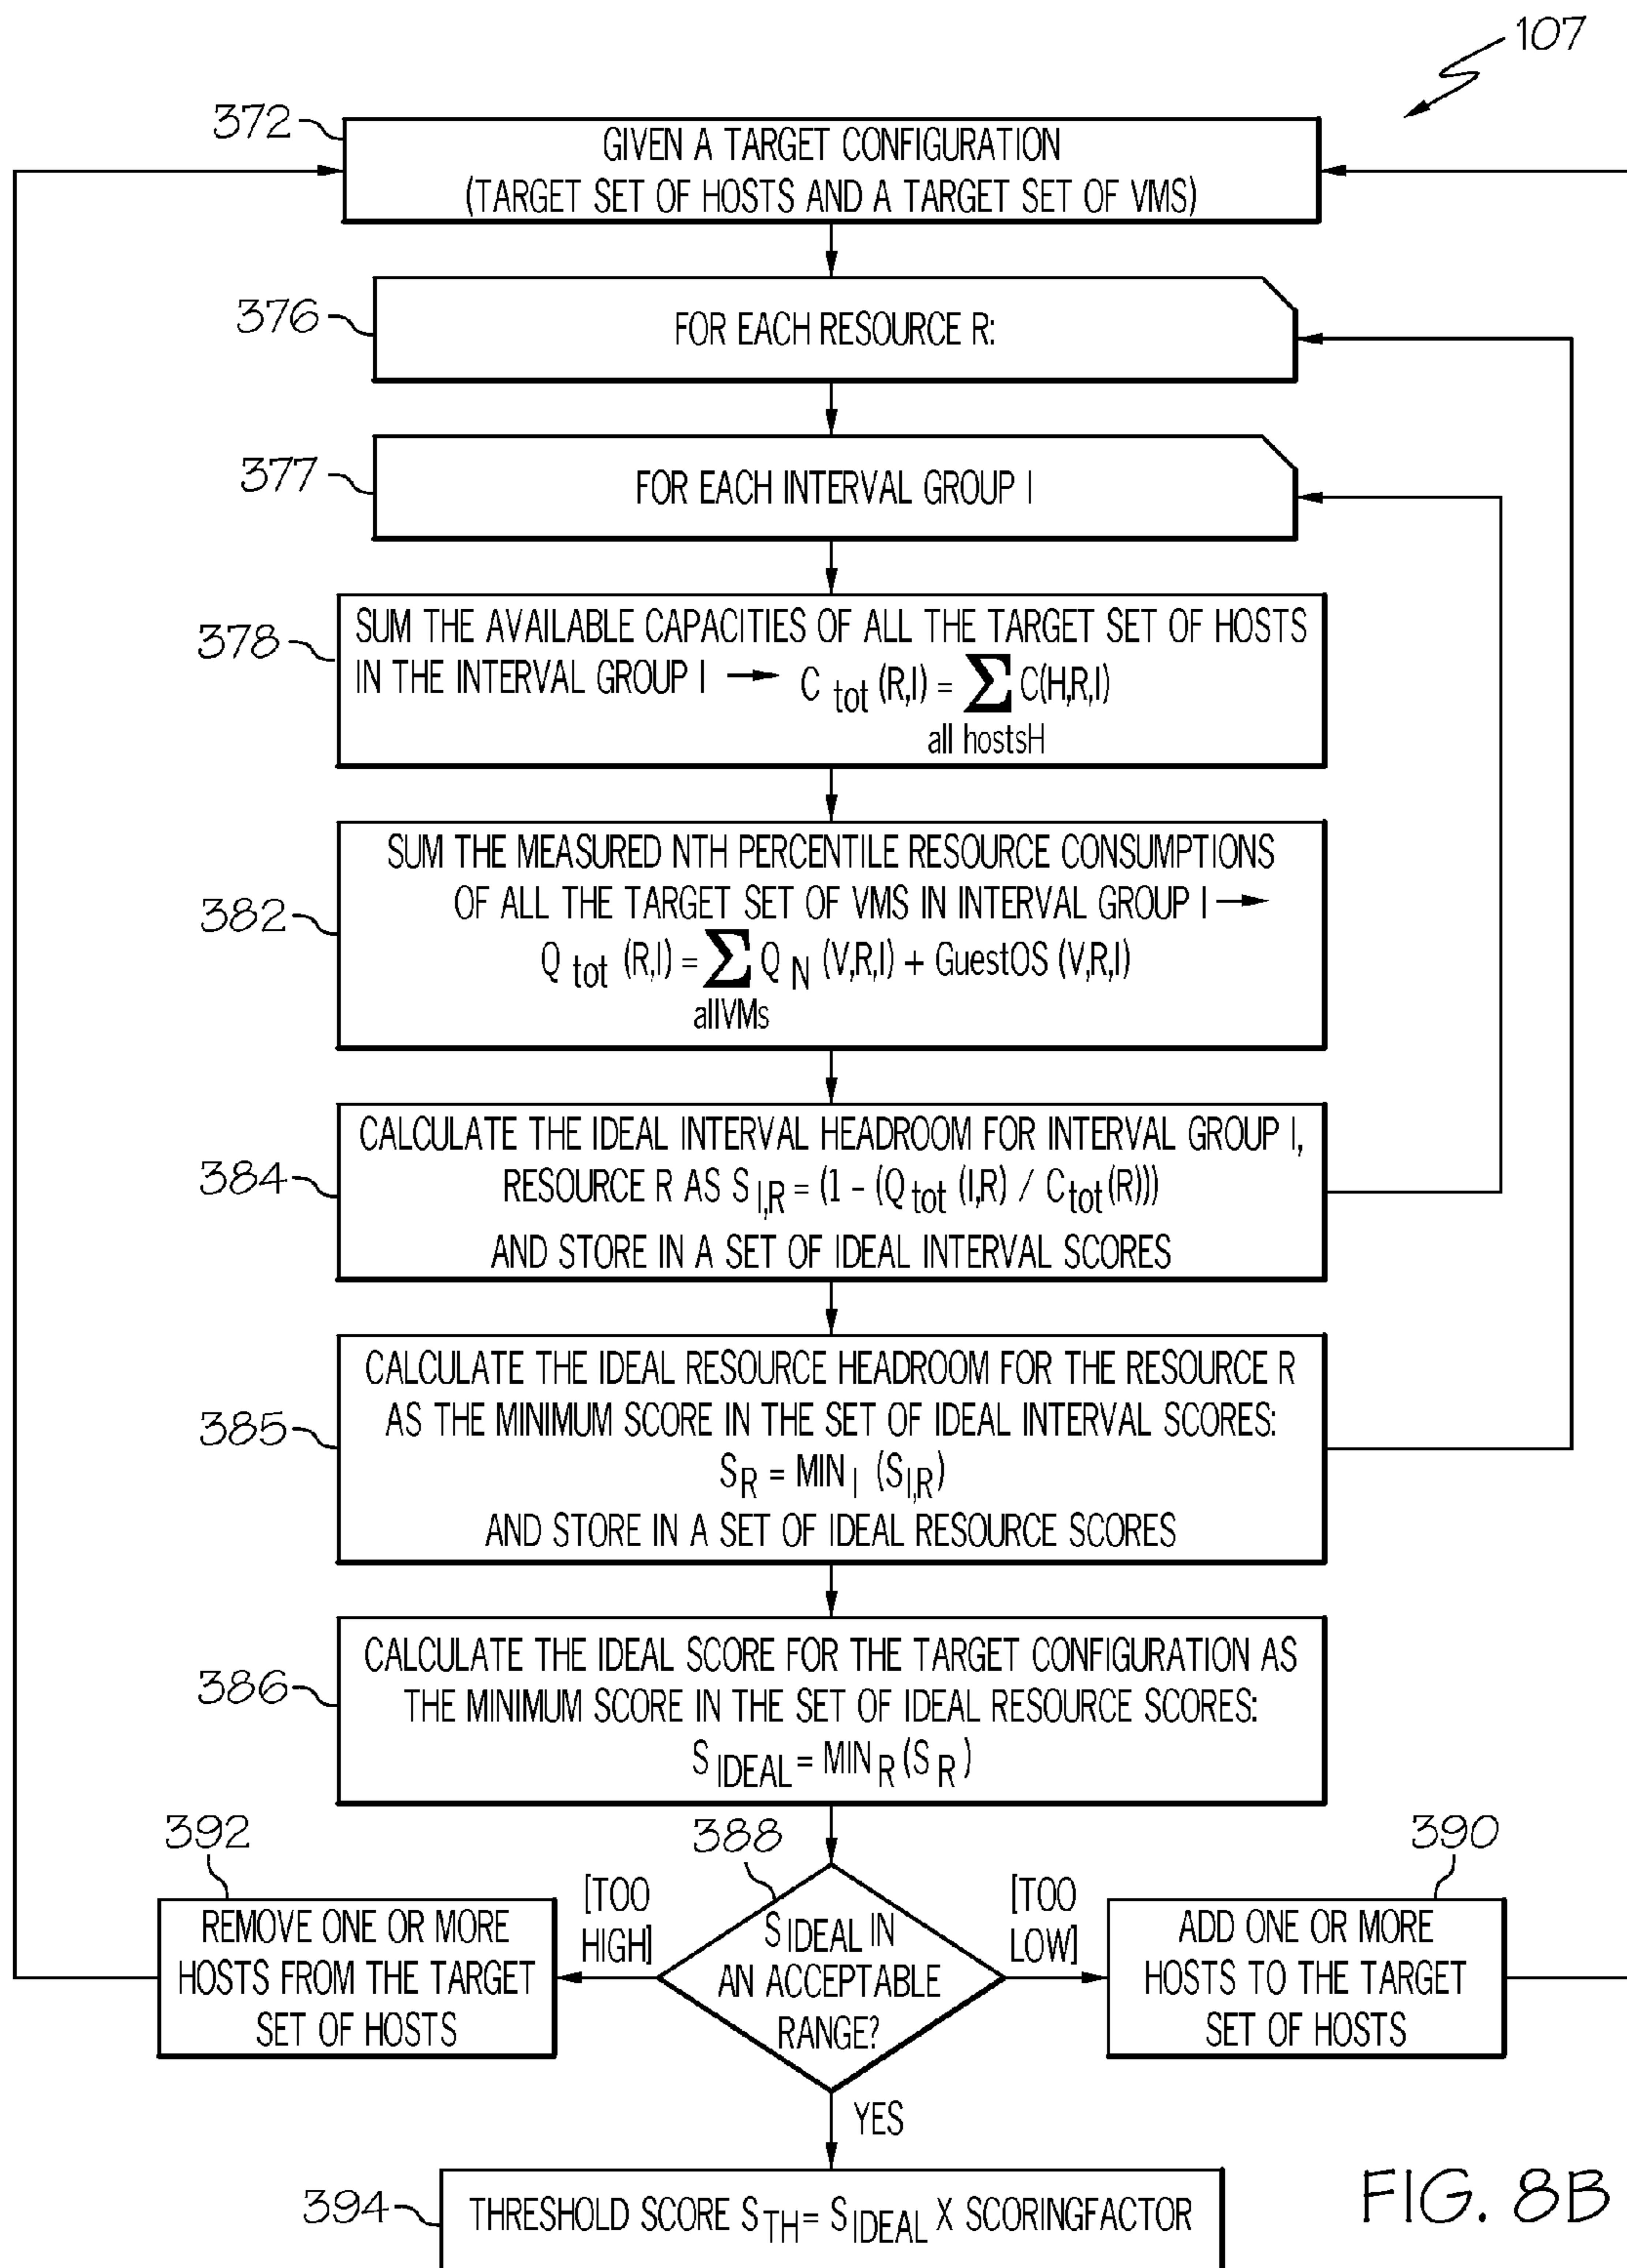 107
372
GIVEN A TARGET CONFIGURATION
(TARGET SET OF HOSTS AND A TARGET SET OF VMS)
376
FOR EACH RESOURCE R:
377
FOR EACH INTERVAL GROUP I
378
SUM THE AVAILABLE CAPACITIES OF ALL THE TARGET SET OF HOSTS
IN THE INTERVAL GROUP I → C tot (R,I) = Σ C(H,R,I)
all hostsH
382
SUM THE MEASURED NTH PERCENTILE RESOURCE CONSUMPTIONS
OF ALL THE TARGET SET OF VMS IN INTERVAL GROUP I →
Q tot (R,I) = Σ Q N (V,R,I) + GuestOS (V,R,I)
allVMs
384
CALCULATE THE IDEAL INTERVAL HEADROOM FOR INTERVAL GROUP I,
RESOURCE R AS S I,R = (1 - (Q tot (I,R) / C tot (R)))
AND STORE IN A SET OF IDEAL INTERVAL SCORES
385
CALCULATE THE IDEAL RESOURCE HEADROOM FOR THE RESOURCE R
AS THE MINIMUM SCORE IN THE SET OF IDEAL INTERVAL SCORES:
S R = MIN I (S I,R)
AND STORE IN A SET OF IDEAL RESOURCE SCORES
386
CALCULATE THE IDEAL SCORE FOR THE TARGET CONFIGURATION AS
THE MINIMUM SCORE IN THE SET OF IDEAL RESOURCE SCORES:
S IDEAL = MIN R (S R)
392
REMOVE ONE OR MORE
HOSTS FROM THE TARGET
SET OF HOSTS
[TOO
HIGH]
388
S IDEAL IN
AN ACCEPTABLE
RANGE?
[TOO
LOW]
390
ADD ONE OR MORE
HOSTS TO THE TARGET
SET OF HOSTS
YES
394
THRESHOLD SCORE S TH = S IDEAL X SCORINGFACTOR
FIG. 8B